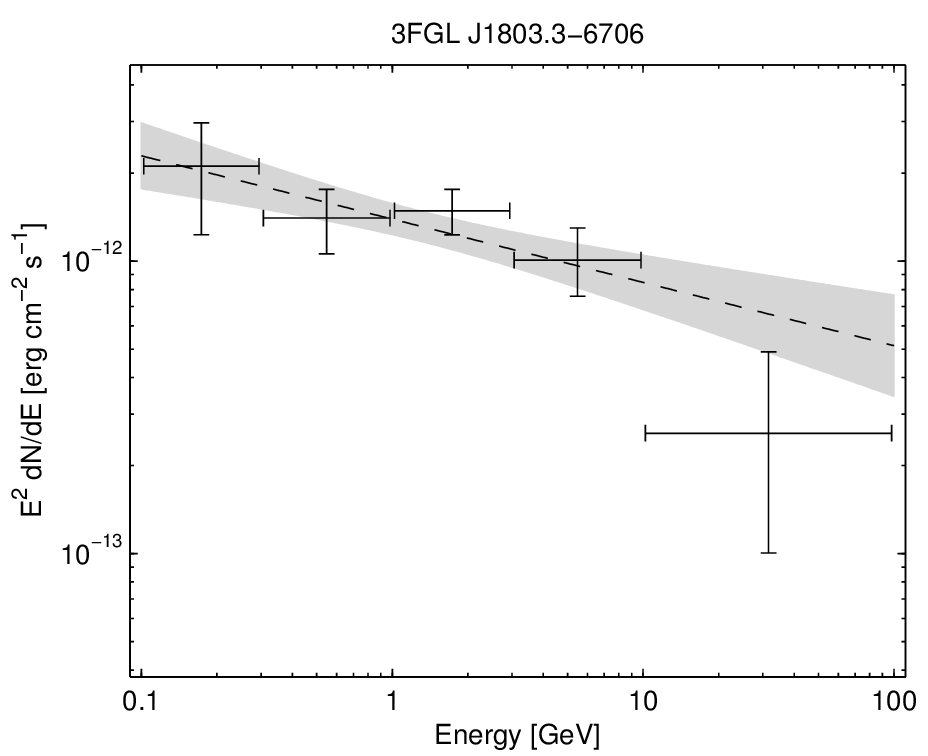 3FGL J1803.3−6706
E² dN/dE [erg cm⁻² s⁻¹]
10⁻¹²
10⁻¹³
0.1 1 10 100
Energy [GeV]